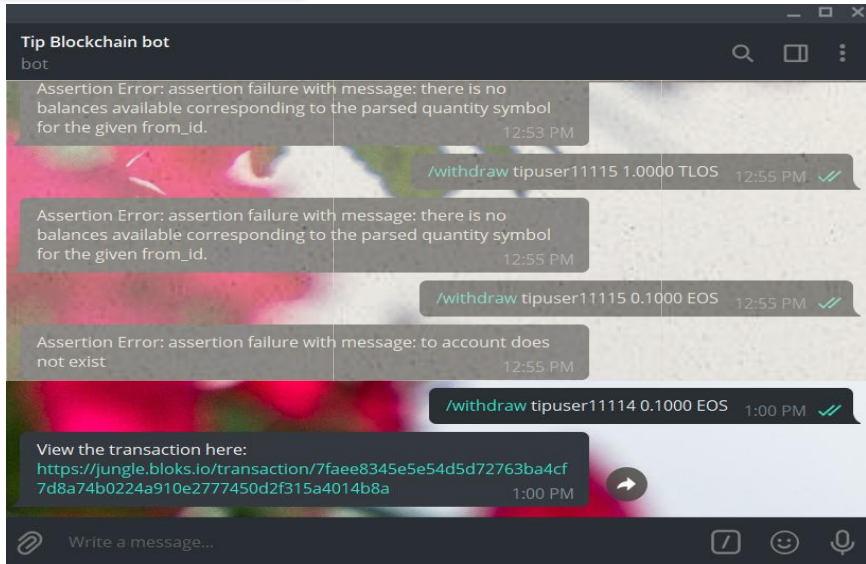 Tip Blockchain bot
bot
Assertion Error: assertion failure with message: there is no
balances available corresponding to the parsed quantity symbol
for the given from_id.
12:53 PM
/withdraw tipuser11115 1.0000 TLOS 12:55 PM
Assertion Error: assertion failure with message: there is no
balances available corresponding to the parsed quantity symbol
for the given from_id.
12:55 PM
/withdraw tipuser11115 0.1000 EOS 12:55 PM
Assertion Error: assertion failure with message: to account does
not exist
12:55 PM
/withdraw tipuser11114 0.1000 EOS 1:00 PM
View the transaction here:
https://jungle.bloks.io/transaction/7faee8345e5e54d5d72763ba4cf
7d8a74b0224a910e2777450d2f315a4014b8a
1:00 PM
Write a message...